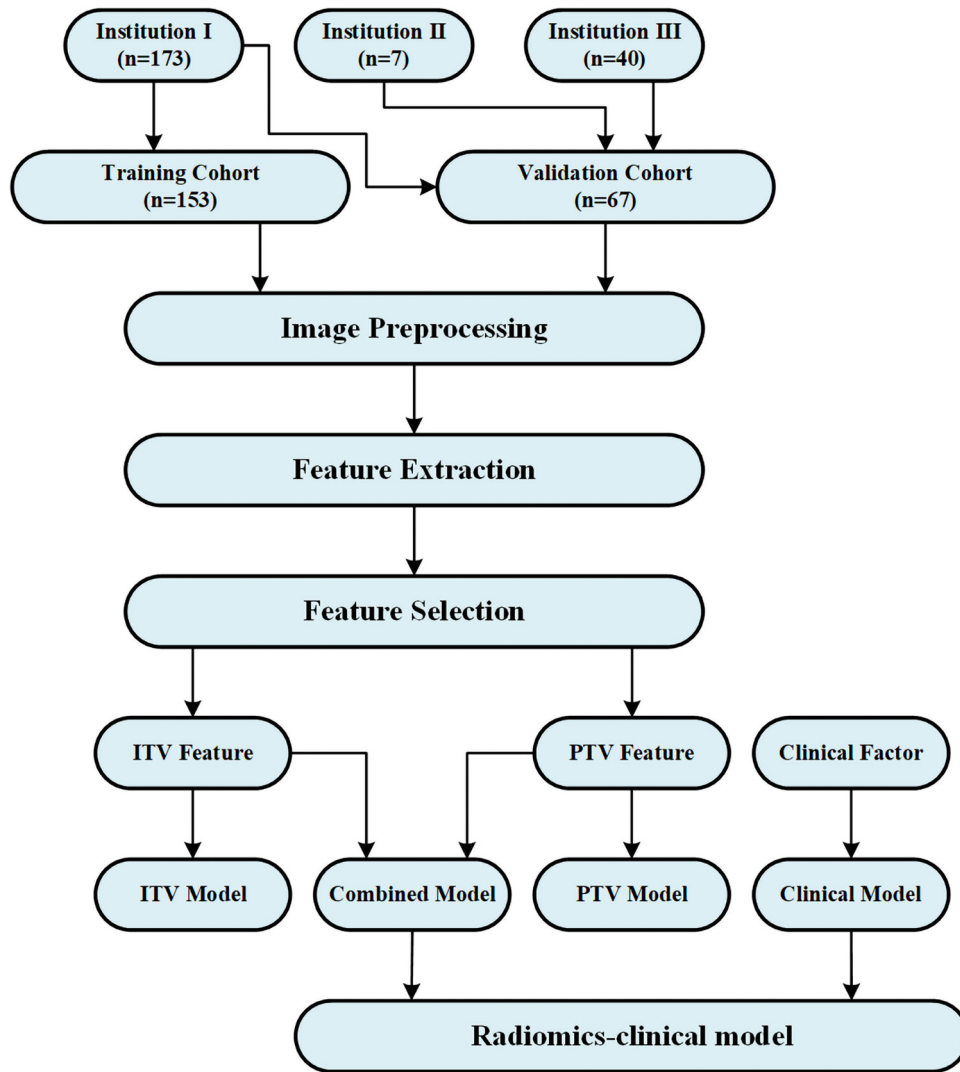 Institution I
(n=173)
Institution II
(n=7)
Institution III
(n=40)
Training Cohort
(n=153)
Validation Cohort
(n=67)
Image Preprocessing
Feature Extraction
Feature Selection
ITV Feature
PTV Feature
Clinical Factor
ITV Model
Combined Model
PTV Model
Clinical Model
Radiomics-clinical model